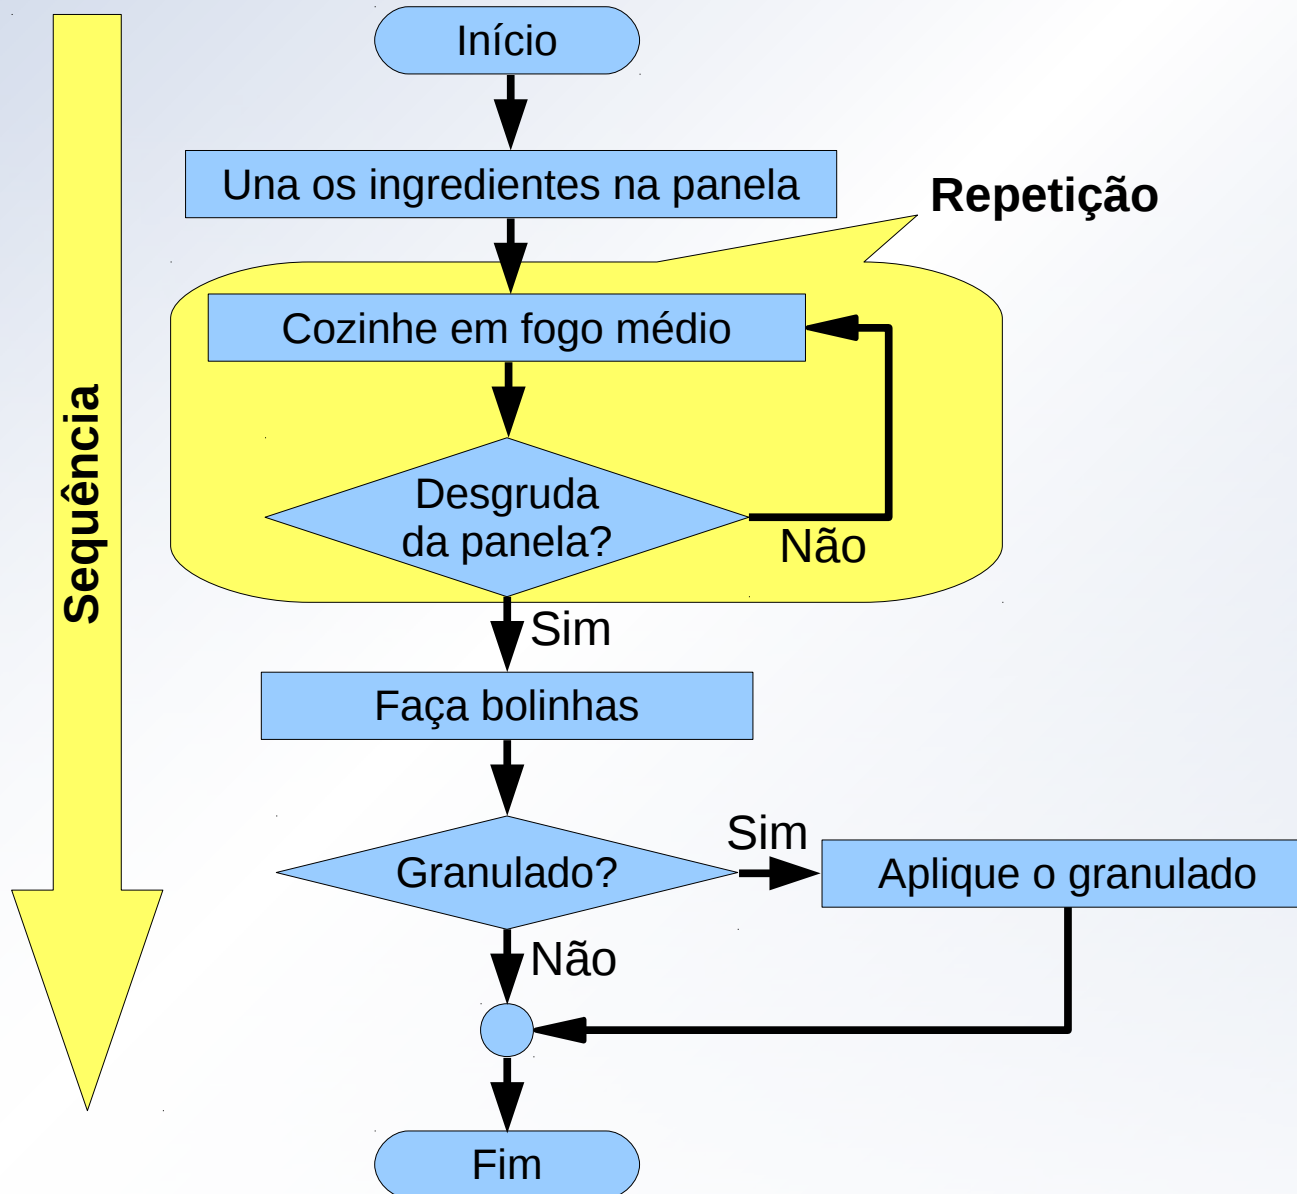 Início
Una os ingredientes na panela
Repetição
Cozinhe em fogo médio
Sequência
Desgruda
da panela?
Não
Sim
Faça bolinhas
Granulado?
Sim
Aplique o granulado
Não
Fim